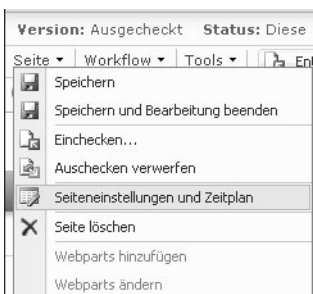 Version: Ausgecheckt Status: Diese
Seite Workflow Tools
Speichern
Speichern und Bearbeitung beenden
Einchecken...
Auschecken verwerfen
Seiteneinstellungen und Zeitplan
Seite löschen
Webparts hinzufügen
Webparts ändern